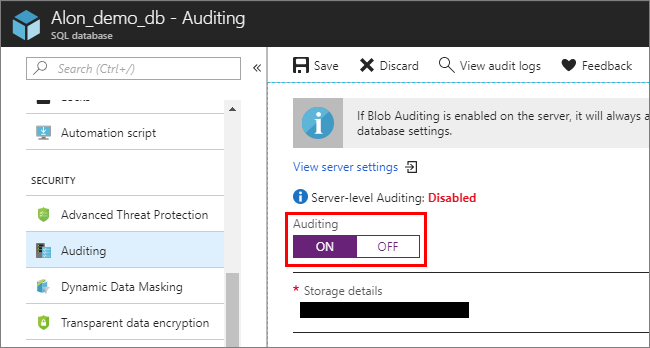 Alon_demo_db - Auditing
SQL database
Search (Ctrl+/)
Save
Discard
View audit logs
Feedback
Automation script
SECURITY
Advanced Threat Protection
Auditing
Dynamic Data Masking
Transparent data encryption
If Blob Auditing is enabled on the server, it will always a
database settings.
View server settings
Server-level Auditing: Disabled
Auditing
ON OFF
* Storage details